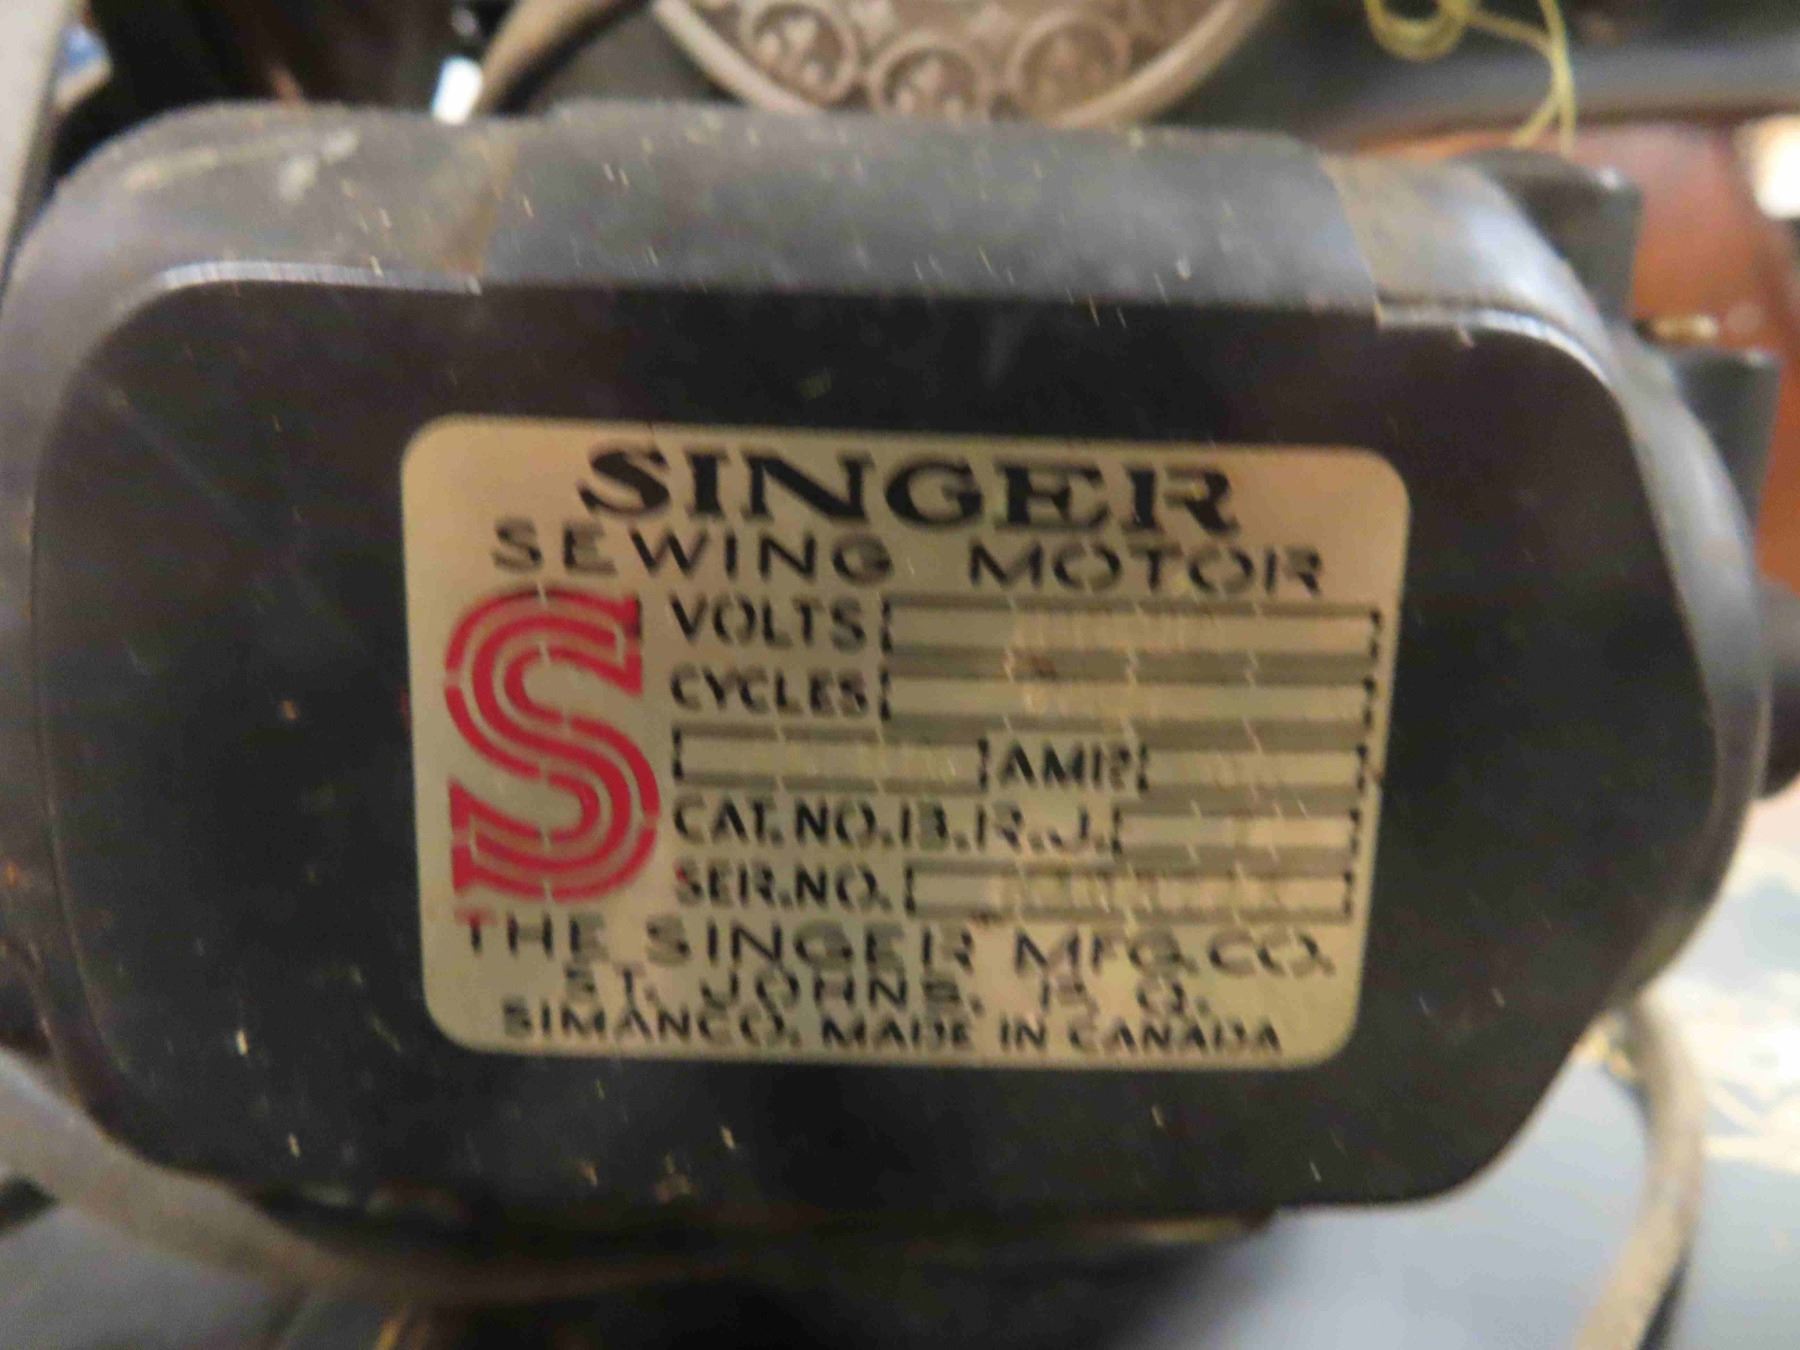 SINGER
SEWING MOTOR
VOLTS
CYCLES
AMP
CAT. NO. B.R.J.
SER. NO.
THE SINGER MFG. CO.
ST. JOHNS, P. Q.
SIMANCO. MADE IN CANADA